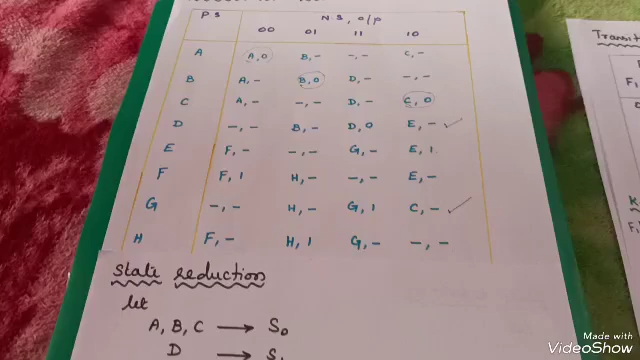 PS N.S, o/p
00 01 11 10
A A,0 B,- -,- C,-
B A,- B,0 D,- -,-
C A,- -,- D,- C,0
D -,- B,- D,0 E,- ✓
E F,- -,- G,- E,1
F F,1 H,- -,- E,-
G -,- H,- G,1 C,- ✓
H F,- H,1 G,- -,-
State reduction
let
A, B, C → S₀
D →
Made with
VideoShow